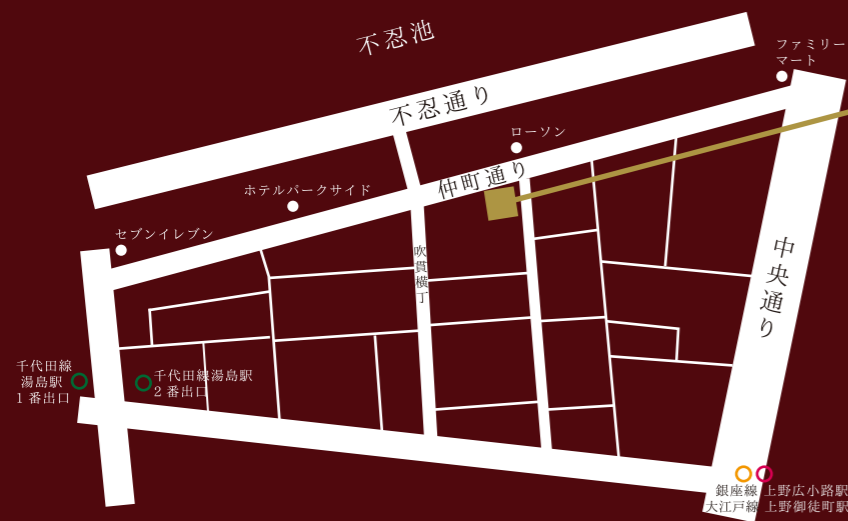 不忍池
不忍通り
ファミリー
マート
ローソン
仲町通り
ホテルパークサイド
セブンイレブン
吹貫横丁
中央通り
千代田線
湯島駅
1番出口
千代田線湯島駅
2番出口
銀座線 上野広小路駅
大江戸線 上野御徒町駅